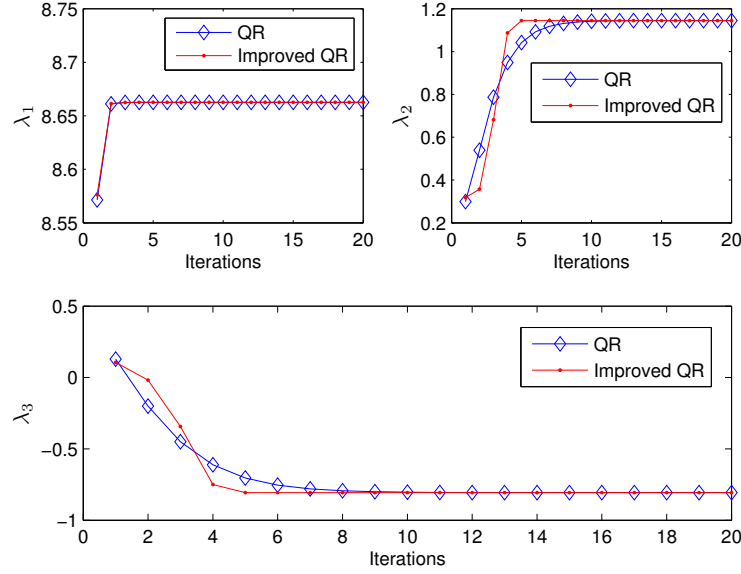 8.75
8.7
8.65
8.6
8.55
λ1
0 5 10 15 20
Iterations
QR
Improved QR
1.2
1
0.8
0.6
0.4
0.2
λ2
0 5 10 15 20
Iterations
QR
Improved QR
0.5
0
−0.5
−1
λ3
0 2 4 6 8 10 12 14 16 18 20
Iterations
QR
Improved QR